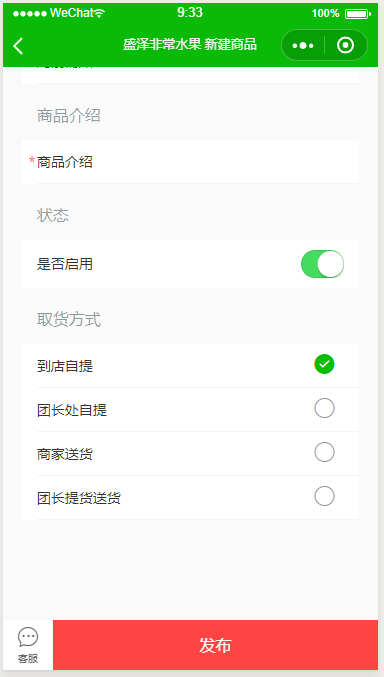 WeChat 9:33 100%
盛泽非常水果 新建商品
商品介绍
*商品介绍
状态
是否启用
取货方式
到店自提
团长处自提
商家送货
团长提货送货
客服
发布